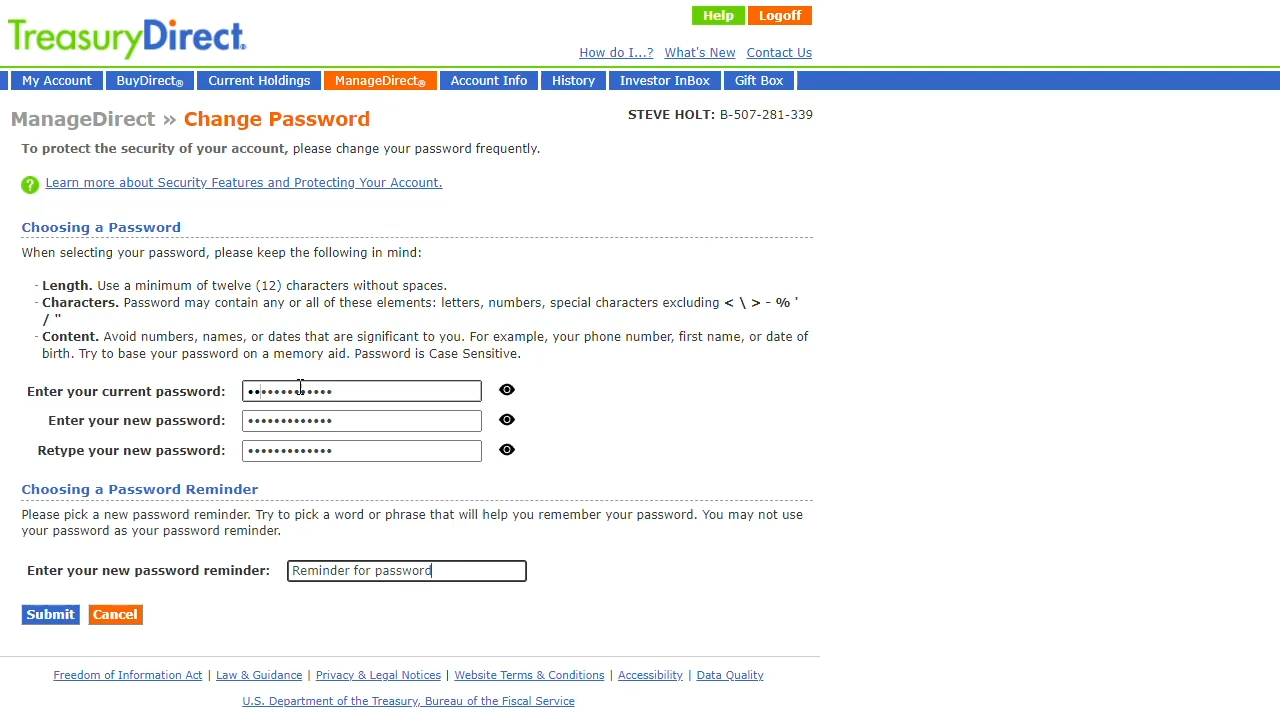 Help Logoff
TreasuryDirect®
How do I...? What's New Contact Us
My Account BuyDirect® Current Holdings ManageDirect® Account Info History Investor InBox Gift Box
ManageDirect » Change Password
STEVE HOLT: B-507-281-339
To protect the security of your account, please change your password frequently.
? Learn more about Security Features and Protecting Your Account.
Choosing a Password
When selecting your password, please keep the following in mind:
- Length. Use a minimum of twelve (12) characters without spaces.
- Characters. Password may contain any or all of these elements: letters, numbers, special characters excluding < \ > - % '
/ "
- Content. Avoid numbers, names, or dates that are significant to you. For example, your phone number, first name, or date of
birth. Try to base your password on a memory aid. Password is Case Sensitive.
Enter your current password: •••••••••••••
Enter your new password: •••••••••••••
Retype your new password: •••••••••••••
Choosing a Password Reminder
Please pick a new password reminder. Try to pick a word or phrase that will help you remember your password. You may not use
your password as your password reminder.
Enter your new password reminder: Reminder for password
Submit Cancel
Freedom of Information Act | Law & Guidance | Privacy & Legal Notices | Website Terms & Conditions | Accessibility | Data Quality
U.S. Department of the Treasury, Bureau of the Fiscal Service